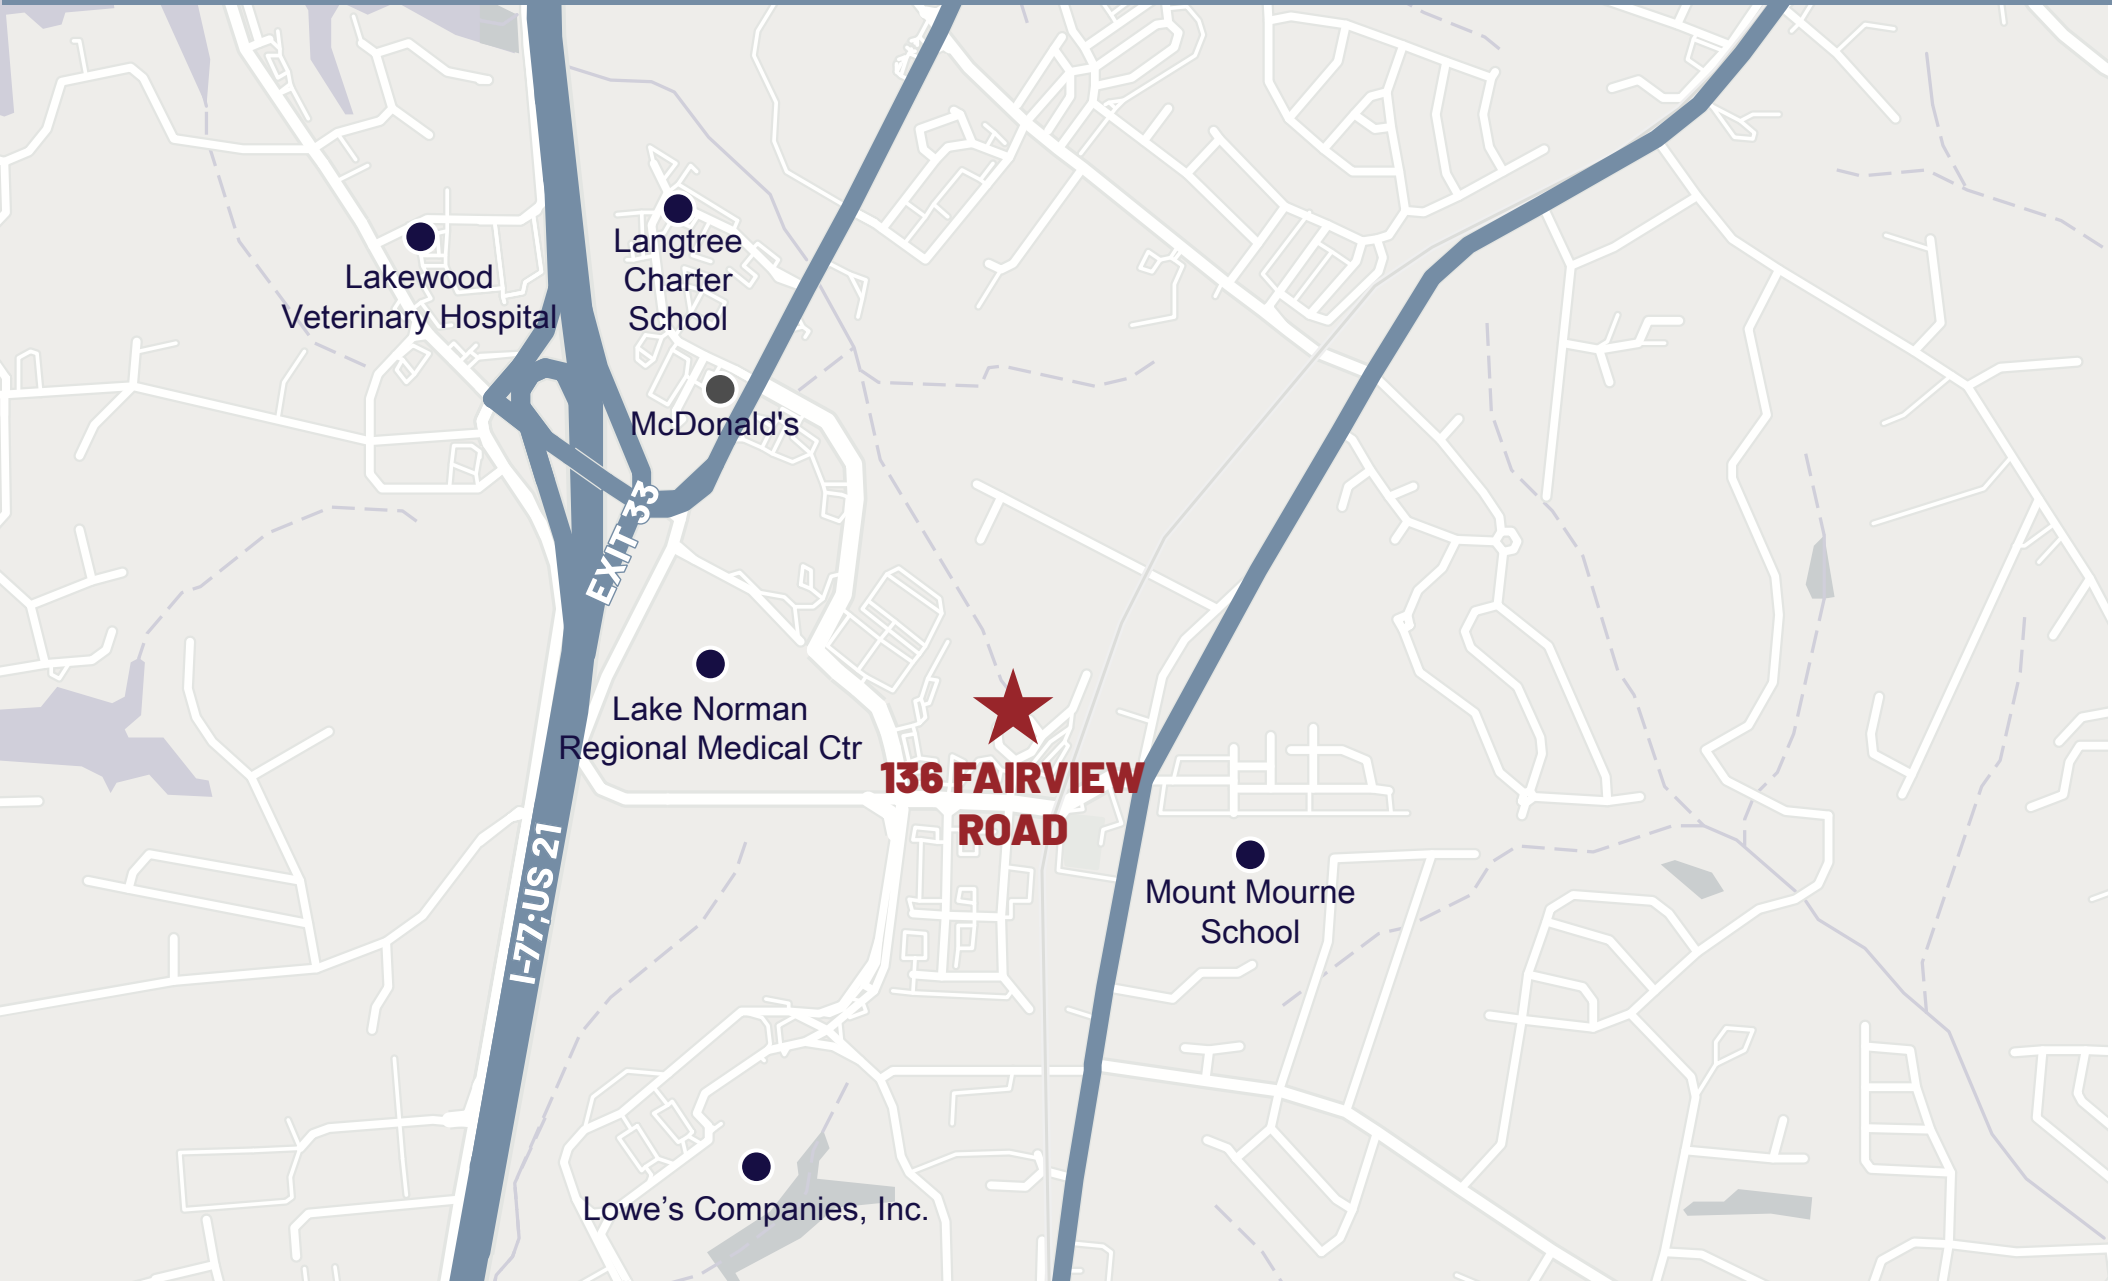 Langtree
Charter
School
Lakewood
Veterinary Hospital
McDonald's
EXIT 33
Lake Norman
Regional Medical Ctr
136 FAIRVIEW
ROAD
I-77;US 21
Mount Mourne
School
Lowe’s Companies, Inc.